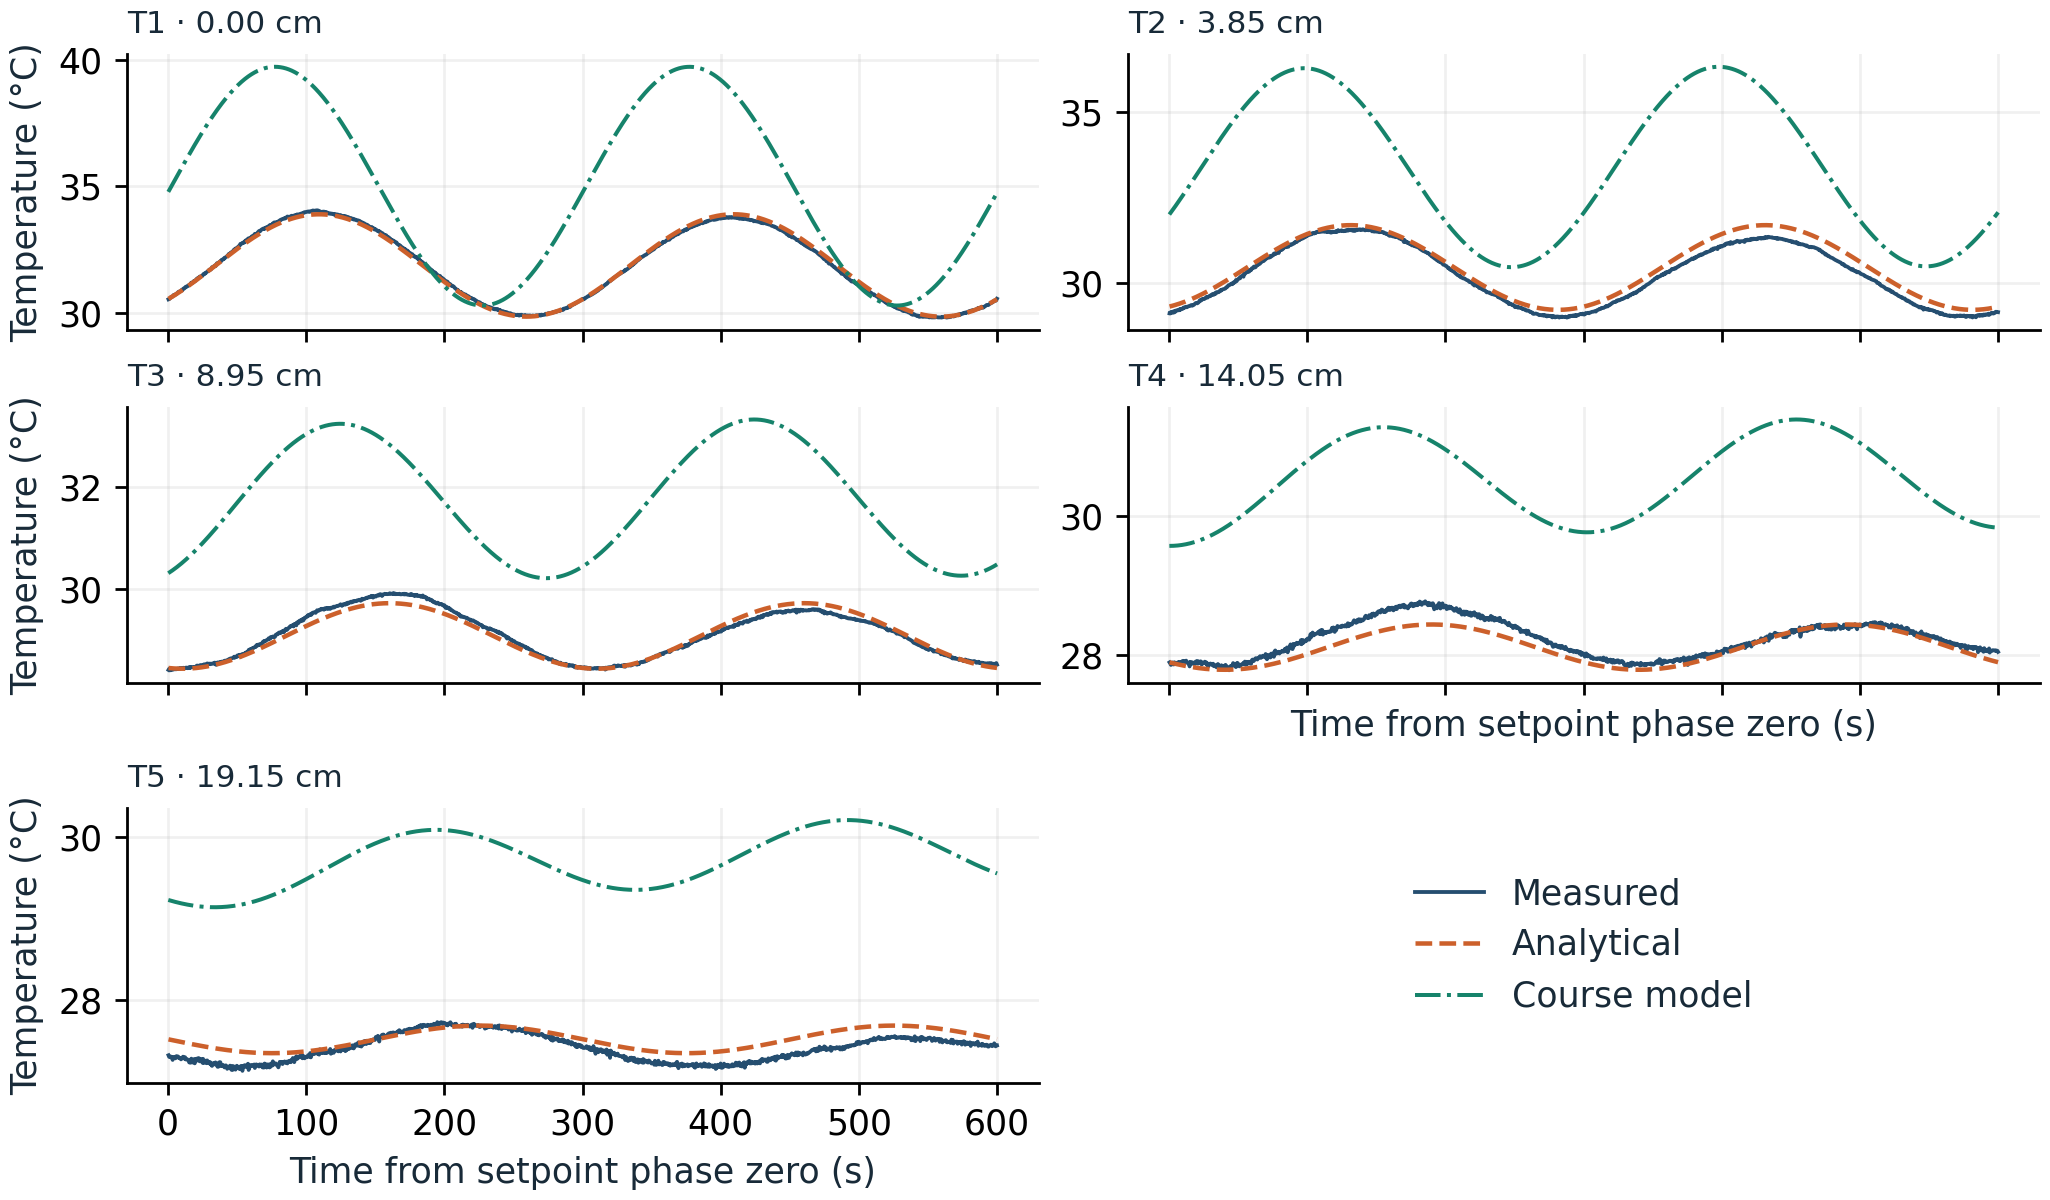 T1 · 0.00 cm
Temperature (°C)
40
35
30
T2 · 3.85 cm
35
30
T3 · 8.95 cm
Temperature (°C)
32
30
T4 · 14.05 cm
30
28
Time from setpoint phase zero (s)
T5 · 19.15 cm
Temperature (°C)
30
28
0 100 200 300 400 500 600
Time from setpoint phase zero (s)
Measured
Analytical
Course model